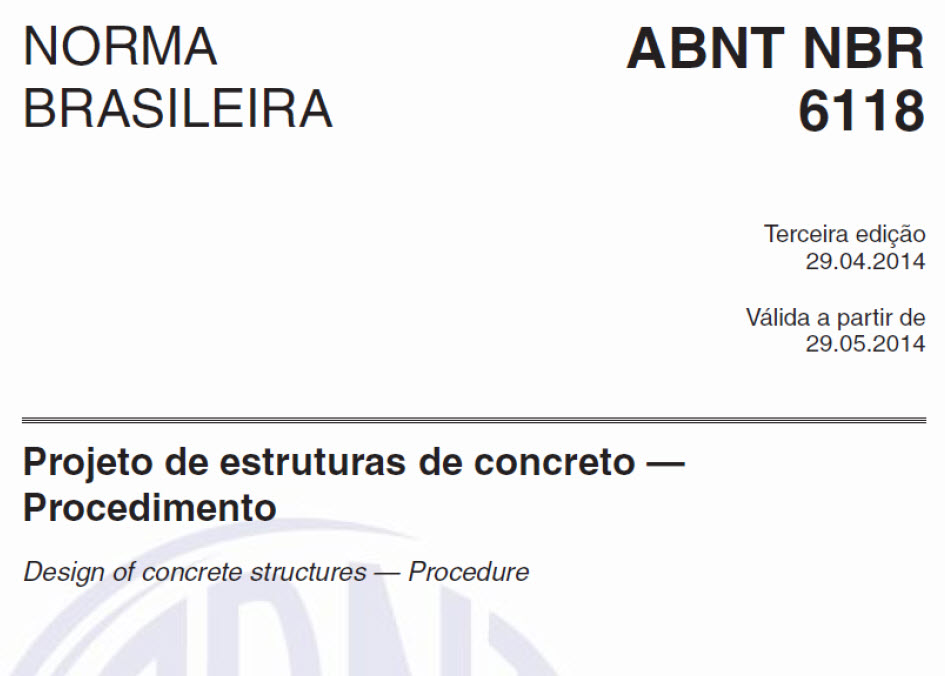 NORMA
BRASILEIRA
ABNT NBR
6118
Terceira edição
29.04.2014
Válida a partir de
29.05.2014
Projeto de estruturas de concreto —
Procedimento
Design of concrete structures — Procedure